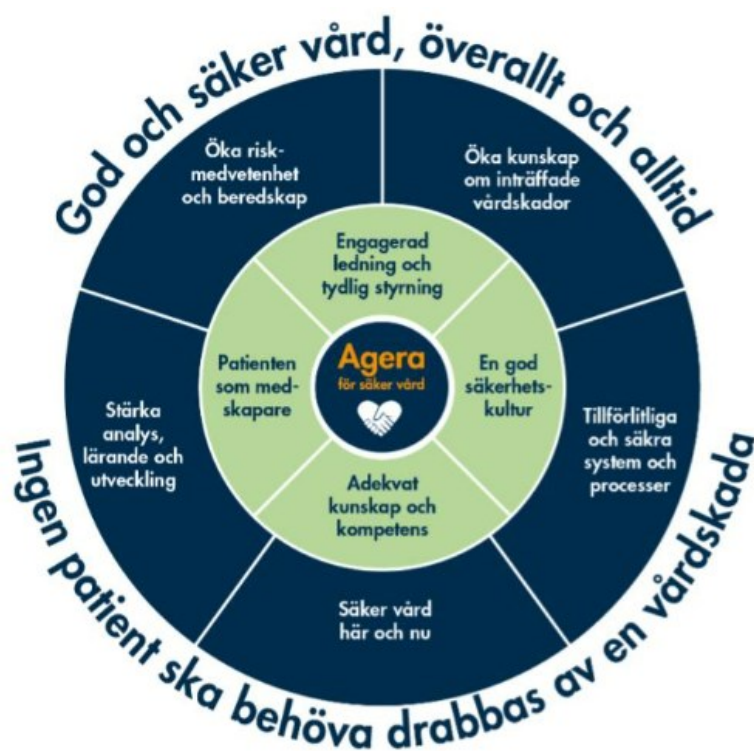 God och säker vård, överallt och alltid
Öka risk-
medvetenhet
och beredskap
Öka kunskap
om inträffade
vårdskador
Engagerad
ledning och
tydlig styrning
Patienten
som med-
skapare
Agera
för säker vård
En god
säkerhets-
kultur
Stärka
analys,
lärande och
utveckling
Tillförlitliga
och säkra
system och
processer
Adekvat
kunskap och
kompetens
Säker vård
här och nu
Ingen patient ska behöva drabbas av en vårdskada